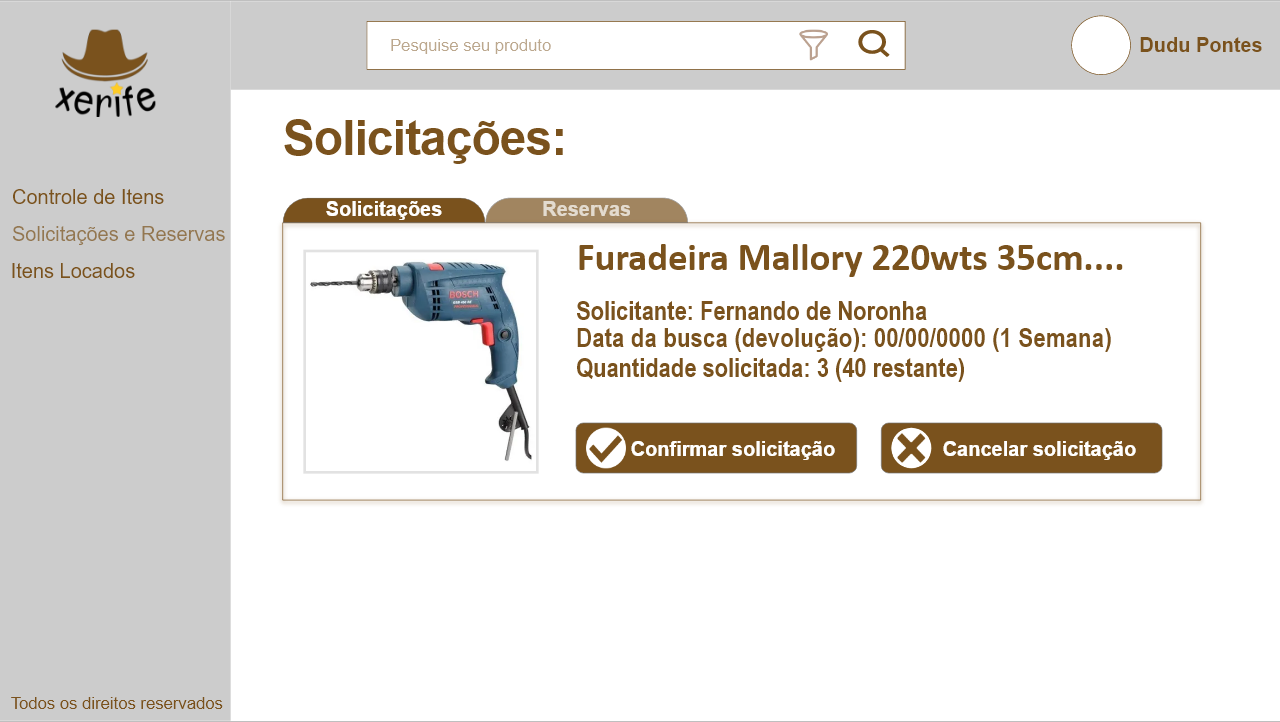 xerife
Pesquise seu produto
Dudu Pontes
Controle de Itens
Solicitações e Reservas
Itens Locados
Todos os direitos reservados
Solicitações:
Solicitações
Reservas
BOSCH
Furadeira Mallory 220wts 35cm....
Solicitante: Fernando de Noronha
Data da busca (devolução): 00/00/0000 (1 Semana)
Quantidade solicitada: 3 (40 restante)
Confirmar solicitação
Cancelar solicitação